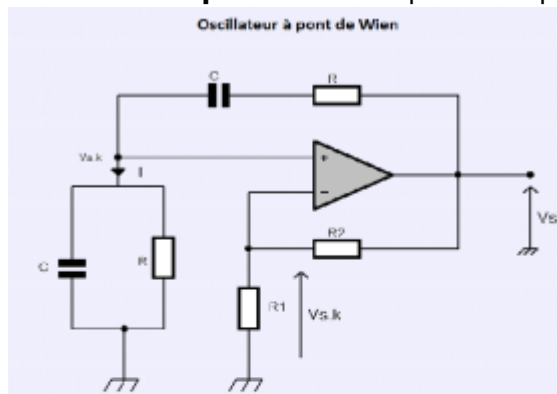 Oscillateur à pont de Wien
C
R
Vs.k
I
+
-
Vs
R2
C
R
R1
Vs.k